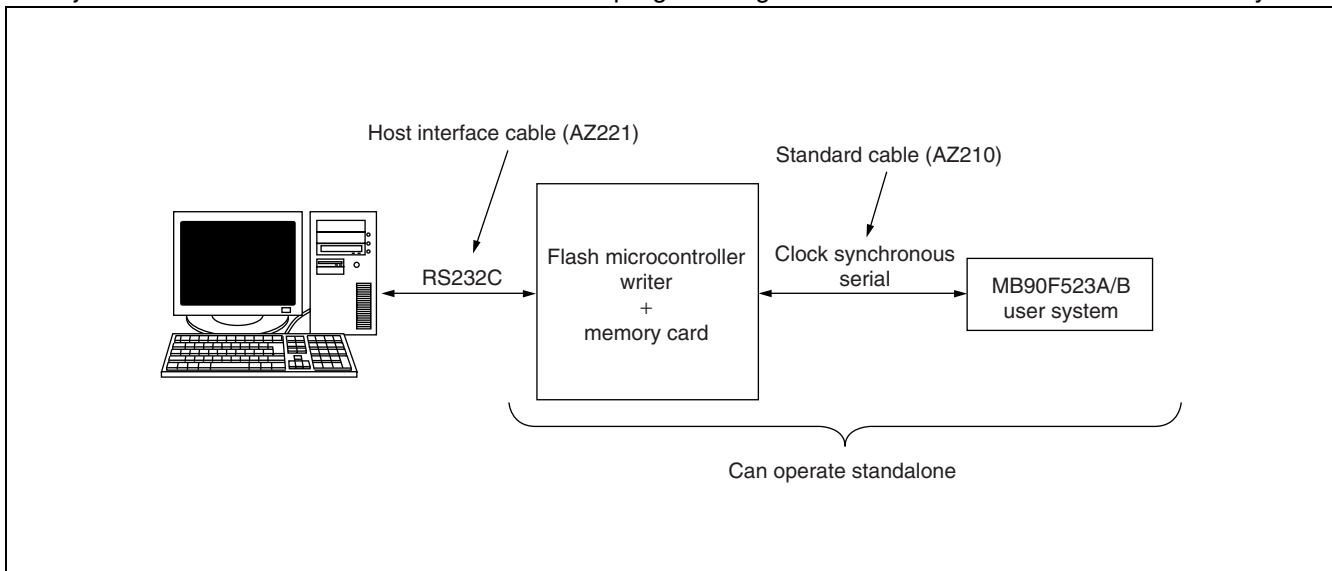 Host interface cable (AZ221)
Standard cable (AZ210)
RS232C
Flash microcontroller
writer
+
memory card
Clock synchronous
serial
MB90F523A/B
user system
Can operate standalone